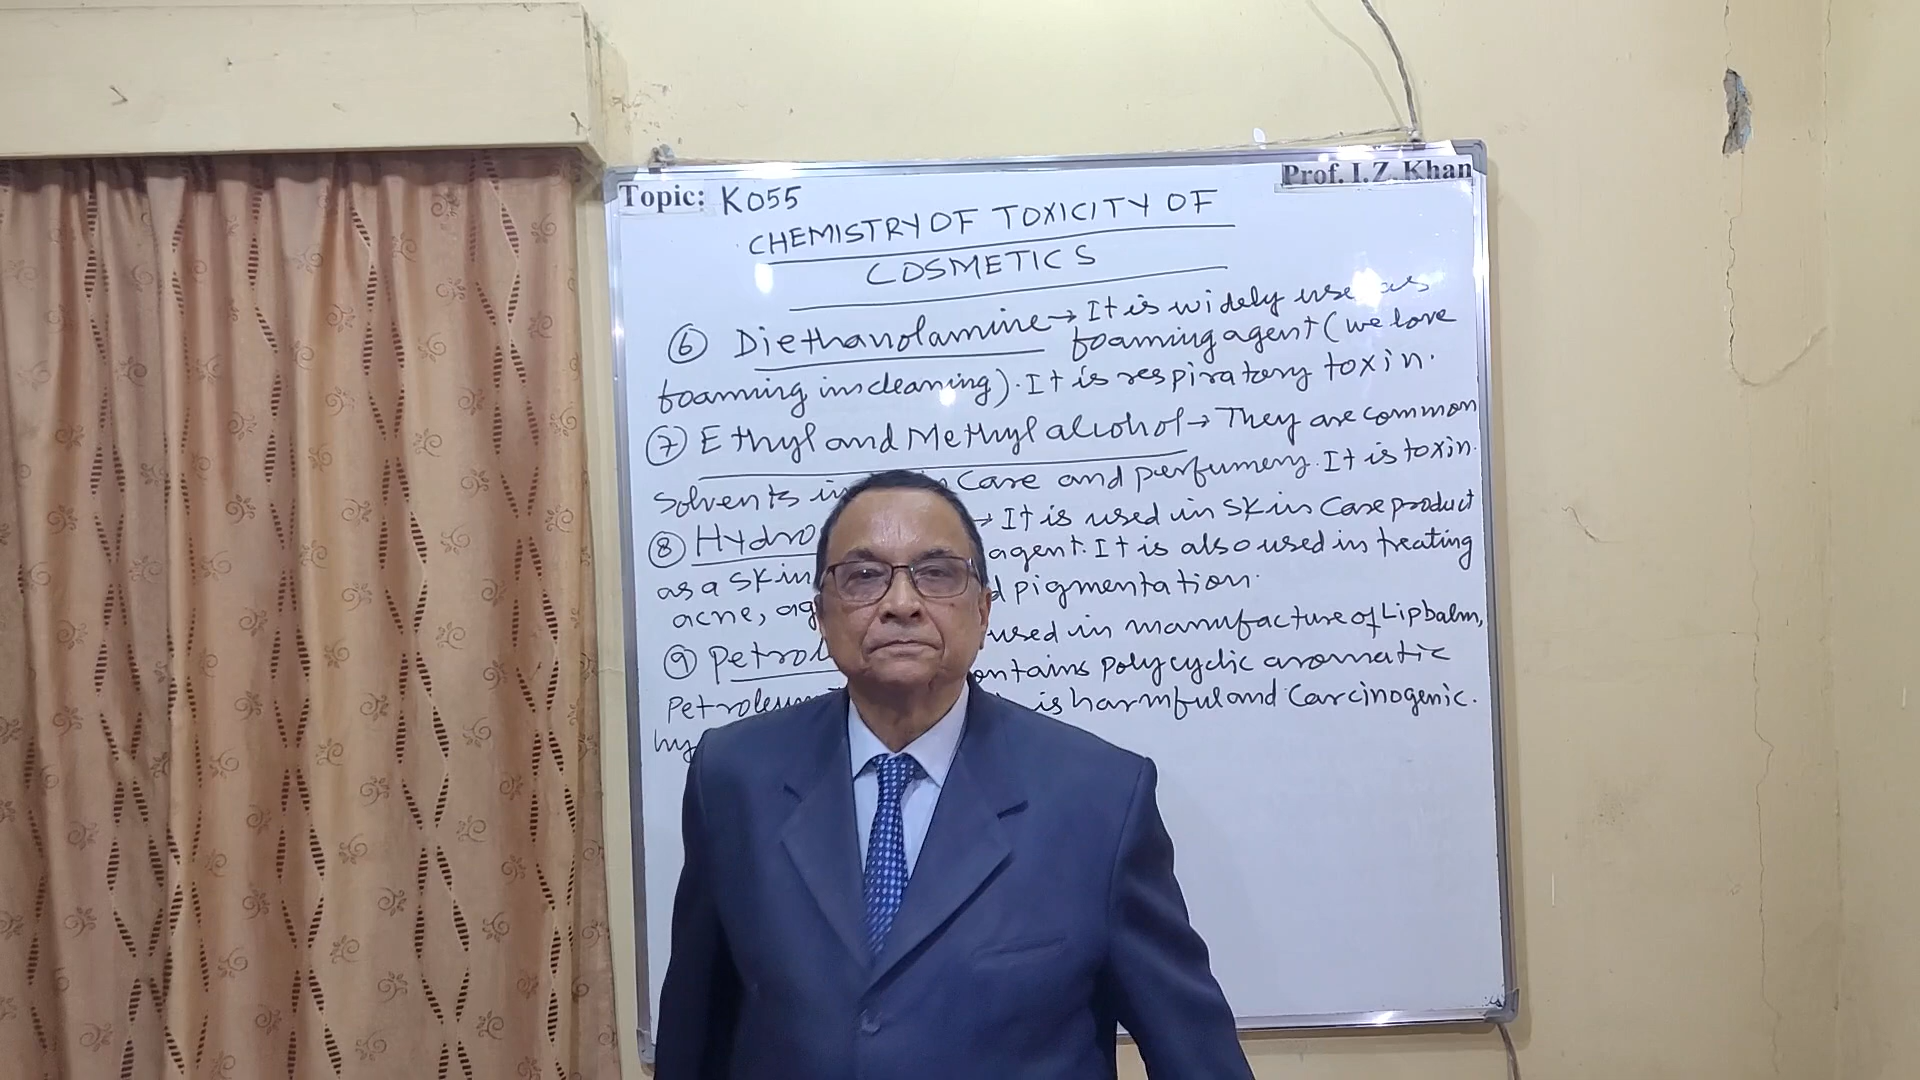 Topic: K055
Prof. I.Z. Khan
CHEMISTRY OF TOXICITY OF
COSMETICS
⑥ Diethanolamine → It is widely use as
foaming agent (we love
foaming in cleaning). It is respiratory toxin.
⑦ Ethyl and Methyl alcohol → They are common
Solvents in Care and perfumery. It is toxin.
⑧ Hydro → It is used in Skin Care product
as a skin agent. It is also used in treating
acne, pigmentation.
⑨ Petrol used in manufacture of Lipbalm,
Petroleum contains polycyclic aromatic
hy is harmful and Carcinogenic.